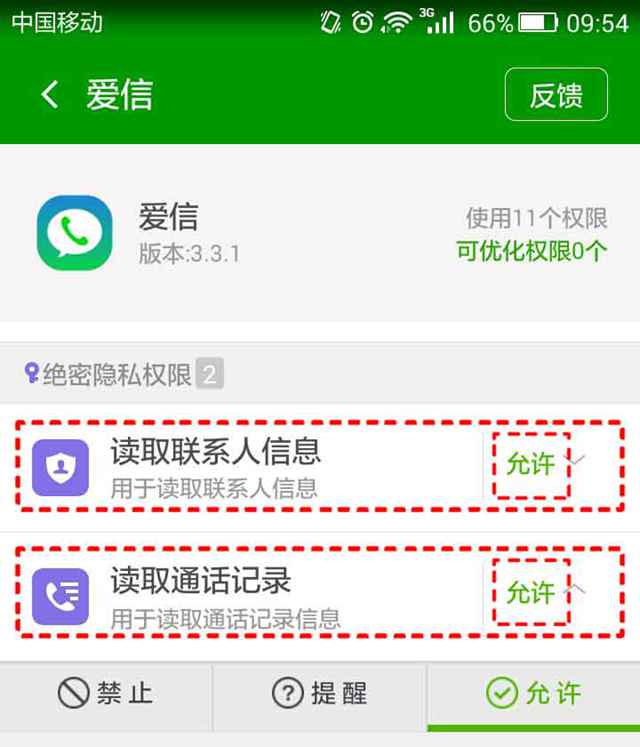 中国移动 3G 66% 09:54
爱信 反馈
爱信
版本:3.3.1
使用11个权限
可优化权限0个
绝密隐私权限 2
读取联系人信息
用于读取联系人信息
允许
读取通话记录
用于读取通话记录信息
允许
禁止 ? 提醒 允许